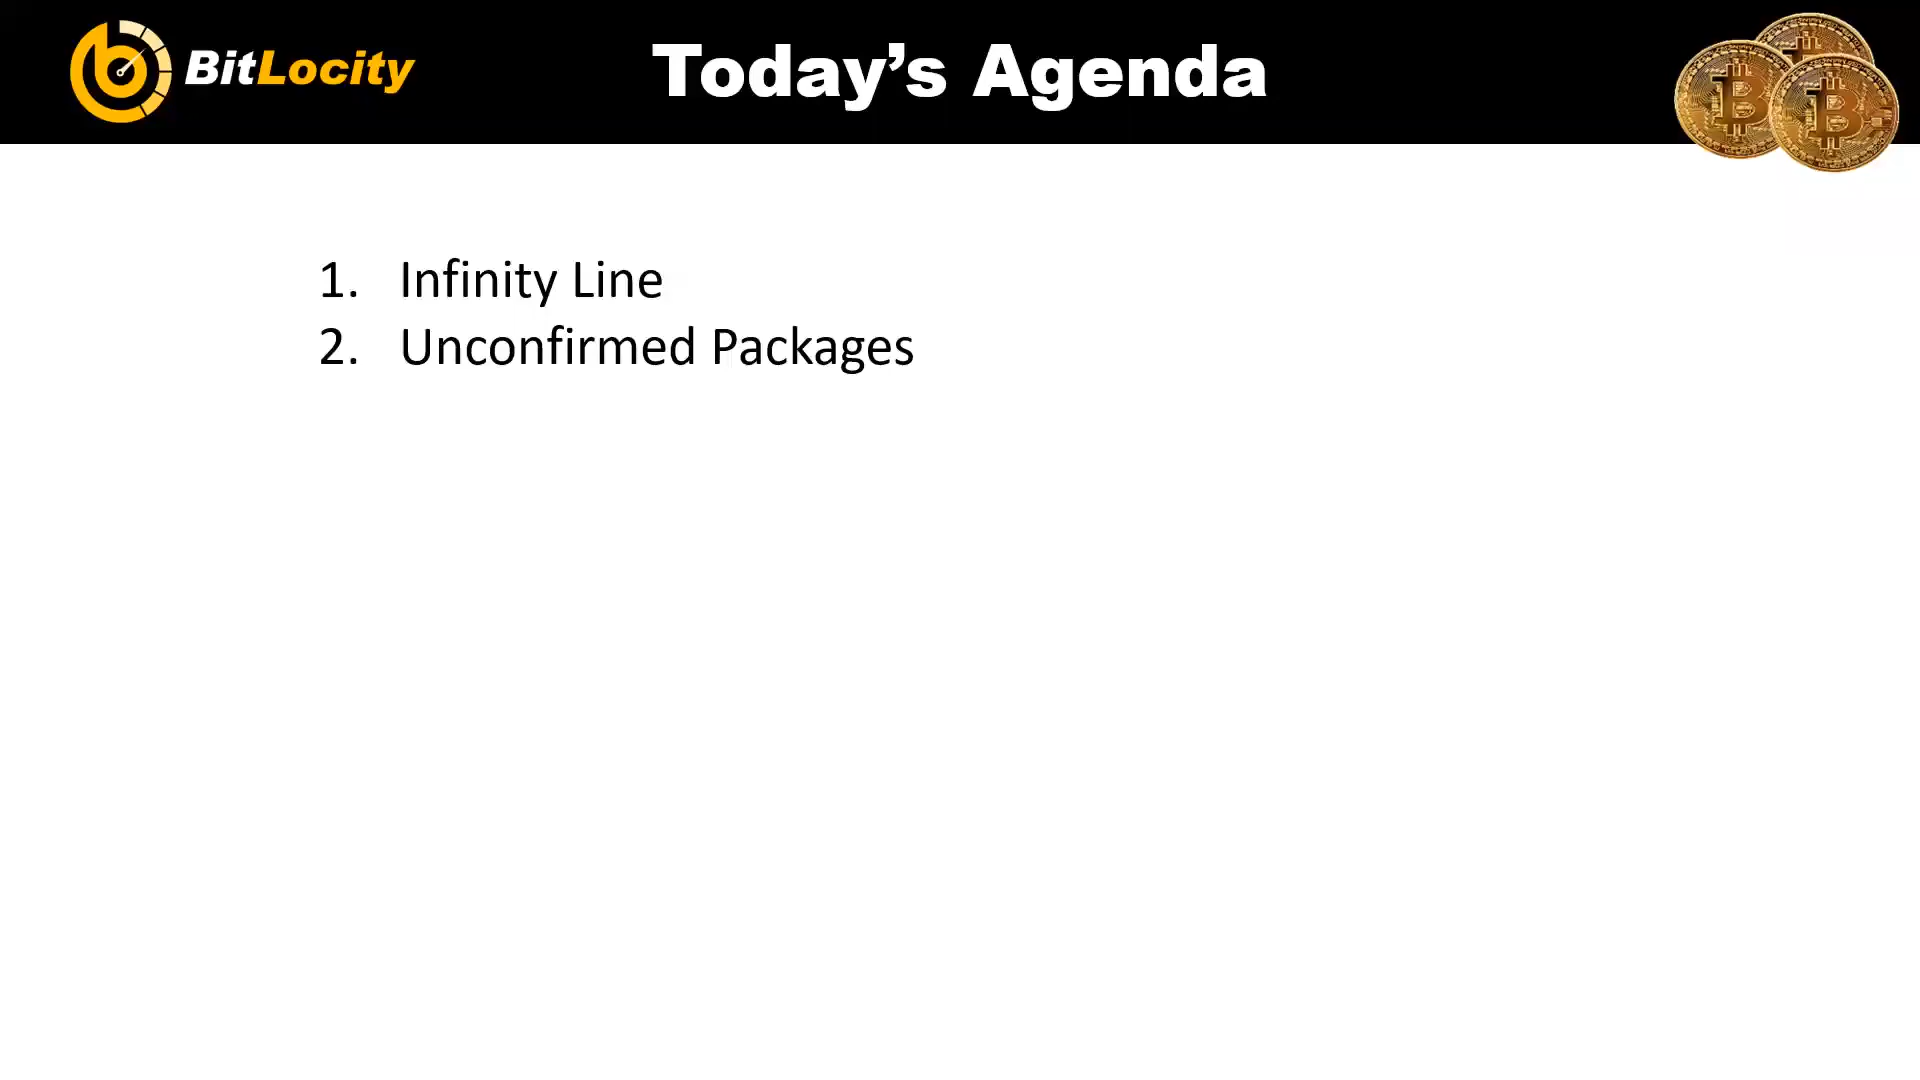 BitLocity
Today’s Agenda
1. Infinity Line
2. Unconfirmed Packages